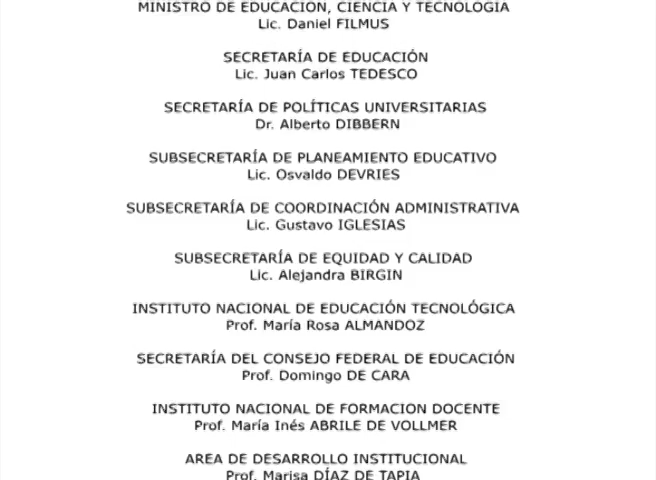 MINISTRO DE EDUCACIÓN, CIENCIA Y TECNOLOGÍA
Lic. Daniel FILMUS
SECRETARÍA DE EDUCACIÓN
Lic. Juan Carlos TEDESCO
SECRETARÍA DE POLÍTICAS UNIVERSITARIAS
Dr. Alberto DIBBERN
SUBSECRETARÍA DE PLANEAMIENTO EDUCATIVO
Lic. Osvaldo DEVRIES
SUBSECRETARÍA DE COORDINACIÓN ADMINISTRATIVA
Lic. Gustavo IGLESIAS
SUBSECRETARÍA DE EQUIDAD Y CALIDAD
Lic. Alejandra BIRGIN
INSTITUTO NACIONAL DE EDUCACIÓN TECNOLÓGICA
Prof. María Rosa ALMANDOZ
SECRETARÍA DEL CONSEJO FEDERAL DE EDUCACIÓN
Prof. Domingo DE CARA
INSTITUTO NACIONAL DE FORMACION DOCENTE
Prof. María Inés ABRILE DE VOLLMER
AREA DE DESARROLLO INSTITUCIONAL
Prof. Marisa DÍAZ DE TAPIA